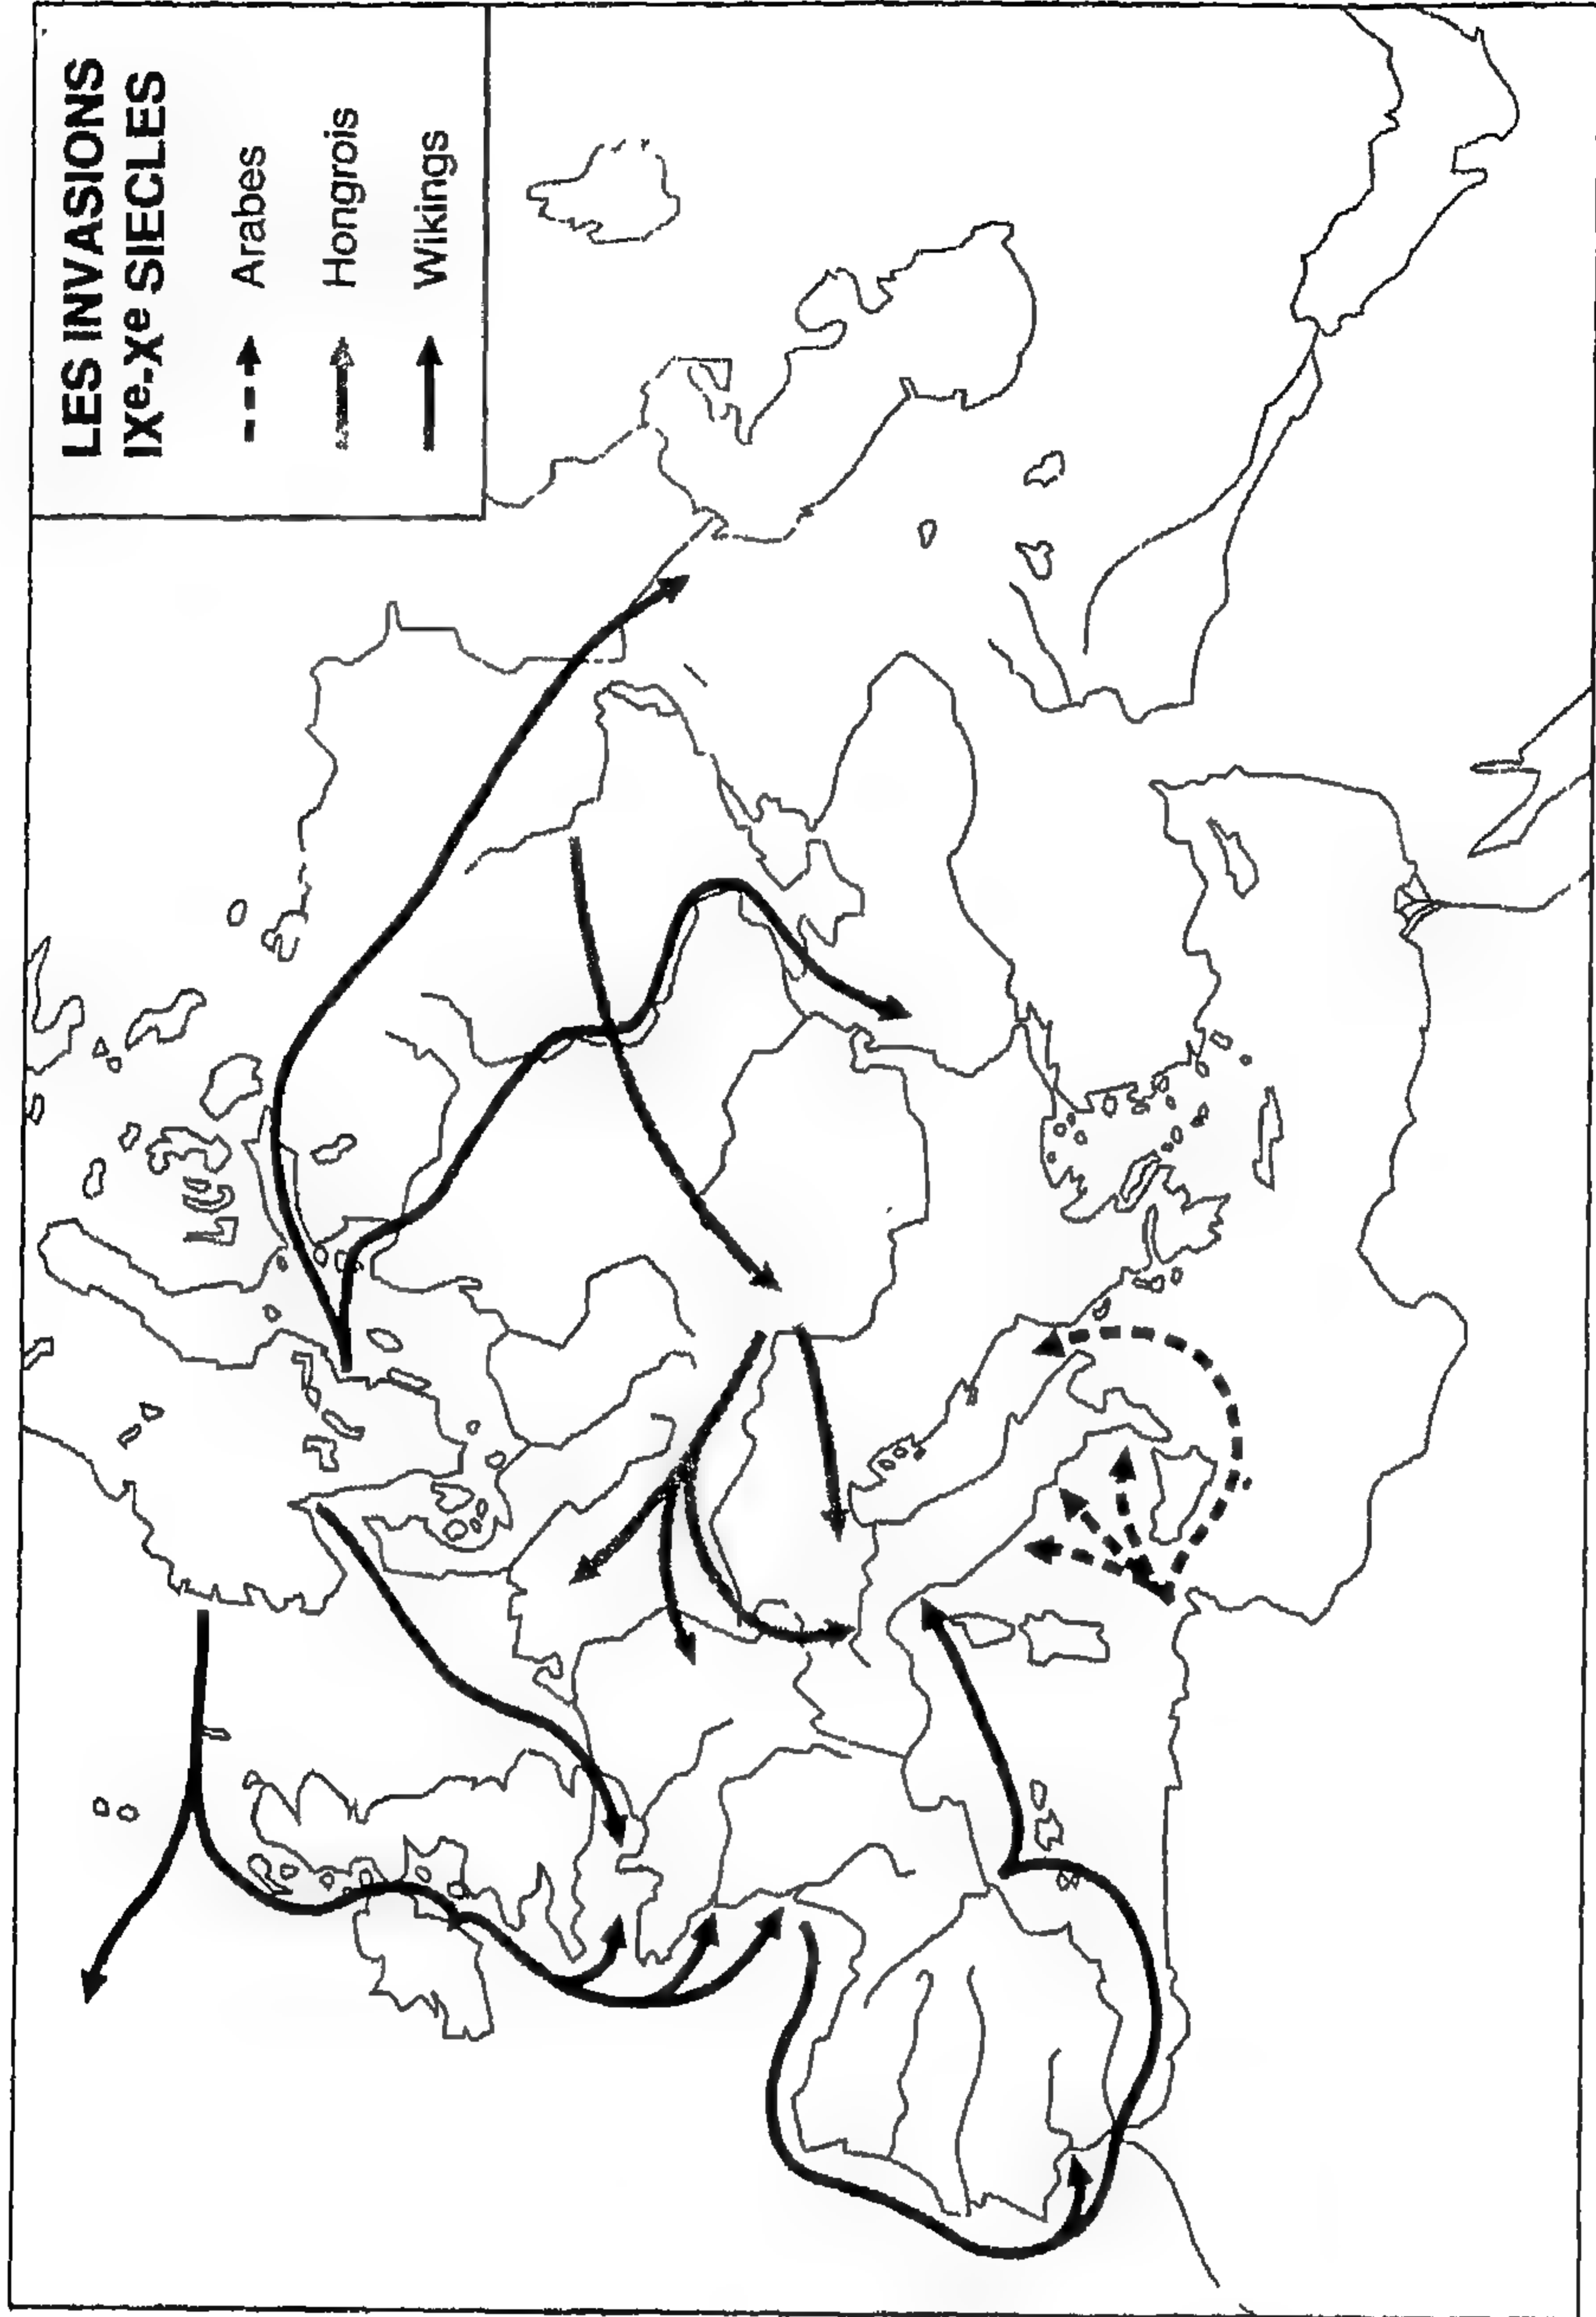 LES INVASIONS
IXe-Xe SIECLES
Arabes
Hongrois
Wikings